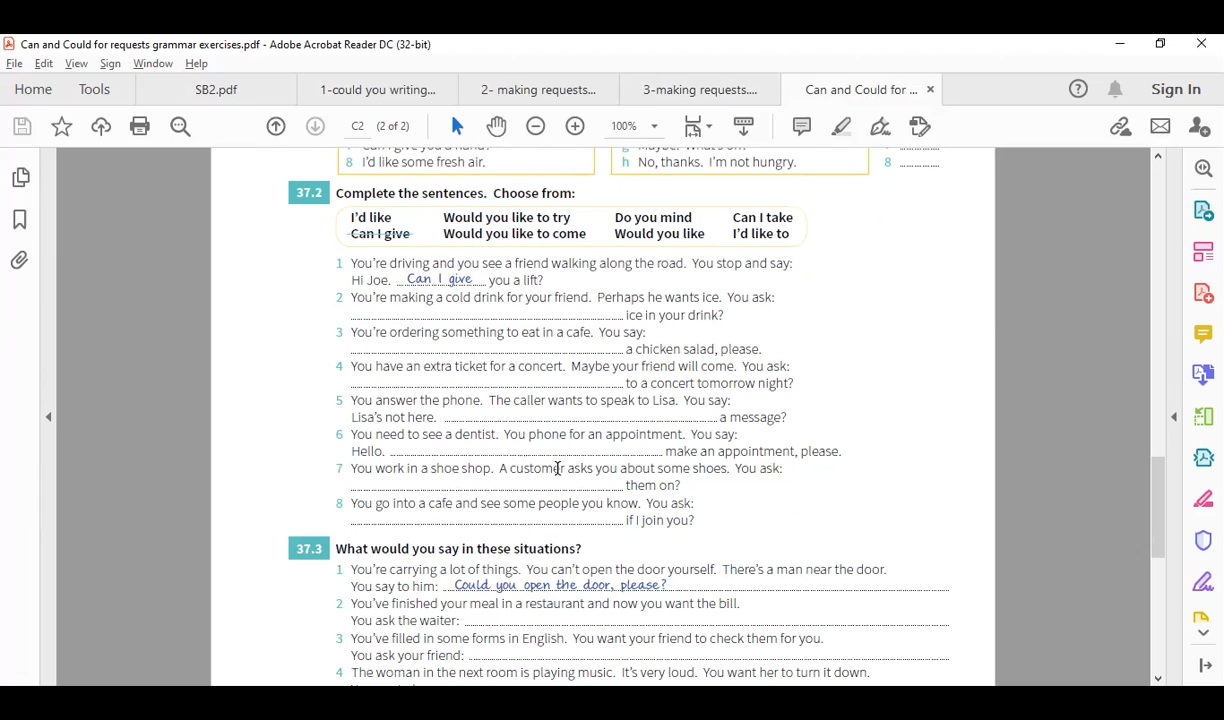 Can and Could for requests grammar exercises.pdf - Adobe Acrobat Reader DC (32-bit)
File Edit View Sign Window Help
Home Tools SB2.pdf 1-could you writing... 2- making requests... 3-making requests.... Can and Could for ... × Sign In
C2 (2 of 2) 100%
8 I'd like some fresh air. h No, thanks. I'm not hungry. 8 ............
37.2 Complete the sentences. Choose from:
I'd like Would you like to try Do you mind Can I take
Can I give Would you like to come Would you like I'd like to
1 You're driving and you see a friend walking along the road. You stop and say:
Hi Joe. Can I give you a lift?
2 You're making a cold drink for your friend. Perhaps he wants ice. You ask:
ice in your drink?
3 You're ordering something to eat in a cafe. You say:
a chicken salad, please.
4 You have an extra ticket for a concert. Maybe your friend will come. You ask:
to a concert tomorrow night?
5 You answer the phone. The caller wants to speak to Lisa. You say:
Lisa's not here. a message?
6 You need to see a dentist. You phone for an appointment. You say:
Hello. make an appointment, please.
7 You work in a shoe shop. A customer asks you about some shoes. You ask:
them on?
8 You go into a cafe and see some people you know. You ask:
if I join you?
37.3 What would you say in these situations?
1 You're carrying a lot of things. You can't open the door yourself. There's a man near the door.
You say to him: Could you open the door, please?
2 You've finished your meal in a restaurant and now you want the bill.
You ask the waiter:
3 You've filled in some forms in English. You want your friend to check them for you.
You ask your friend:
4 The woman in the next room is playing music. It's very loud. You want her to turn it down.